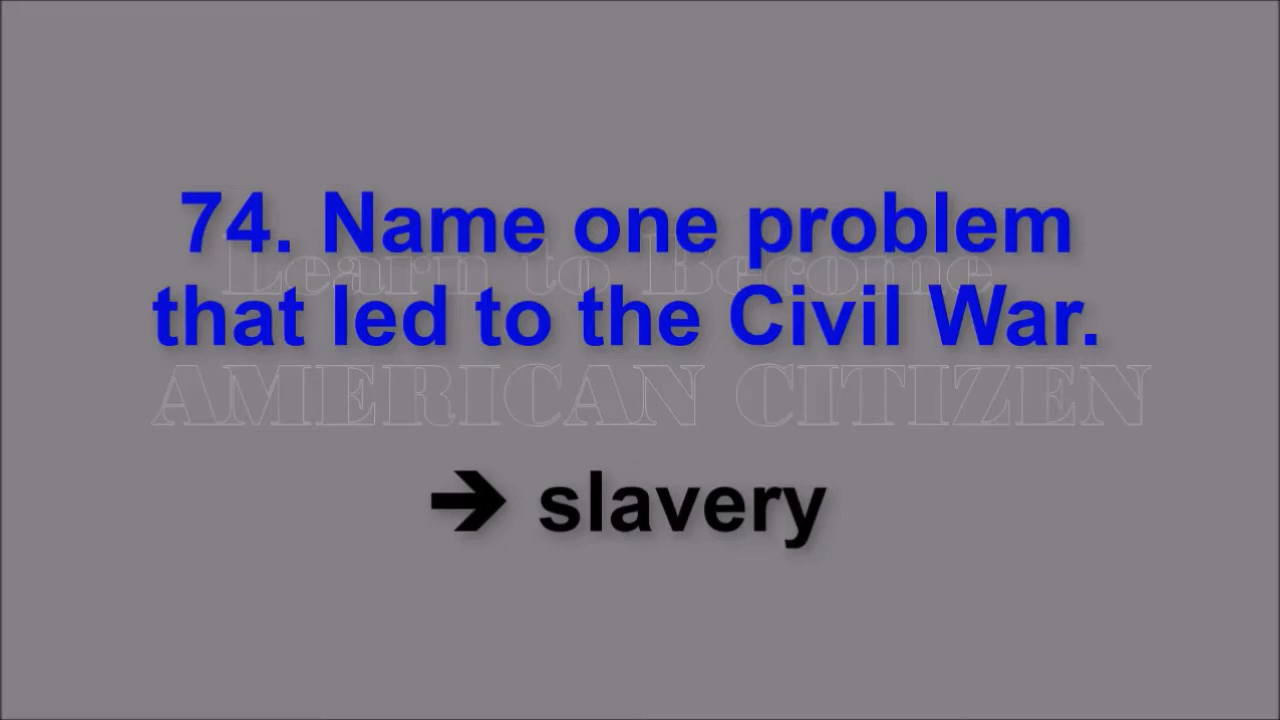 74. Name one problem
Learn to Become
that led to the Civil War.
AMERICAN CITIZEN
➔ slavery